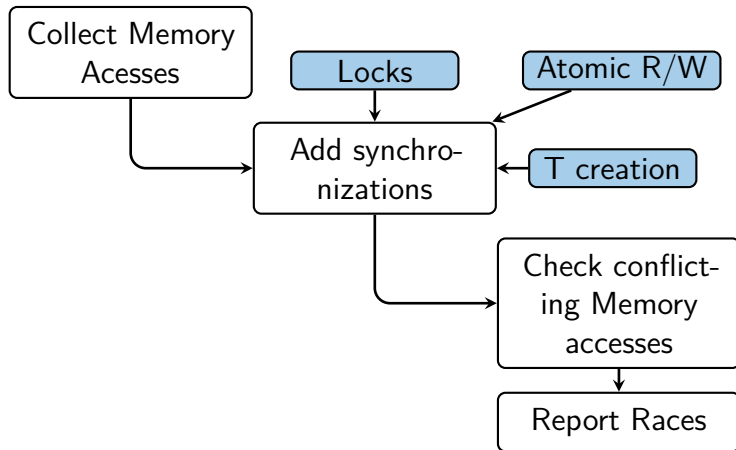 Collect Memory
Acesses
Locks
Atomic R/W
Add synchro-
nizations
T creation
Check conflict-
ing Memory
accesses
Report Races